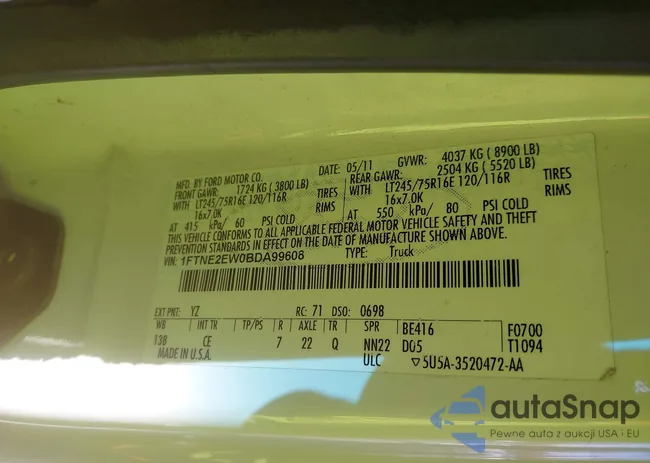 MFD. BY FORD MOTOR CO.
DATE: 05/11 GVWR: 4037 KG ( 8900 LB)
FRONT GAWR: 1724 KG ( 3800 LB)
REAR GAWR: 2504 KG ( 5520 LB)
WITH LT245/75R16E 120/116R TIRES
WITH LT245/75R16E 120/116R TIRES
16x7.0K RIMS
16x7.0K RIMS
AT 415 kPa/ 60 PSI COLD
AT 550 kPa/ 80 PSI COLD
CONFORMS TO ALL APPLICABLE FEDERAL MOTOR VEHICLE SAFETY AND THEFT
PREVENTION STANDARDS IN EFFECT ON THE DATE OF MANUFACTURE SHOWN ABOVE.
VIN: 1FTNE2EW0BDA99608 TYPE: Truck
EXT PNT: YZ RC: 71 DSO: 0698
WB INT TR TP/PS R AXLE TR SPR BE416 F0700
138 CE 7 22 Q NN22 D05 T1094
MADE IN U.S.A. ULC ▽5U5A-3520472-AA
autaSnap
Pewne auta z aukcji USA i EU